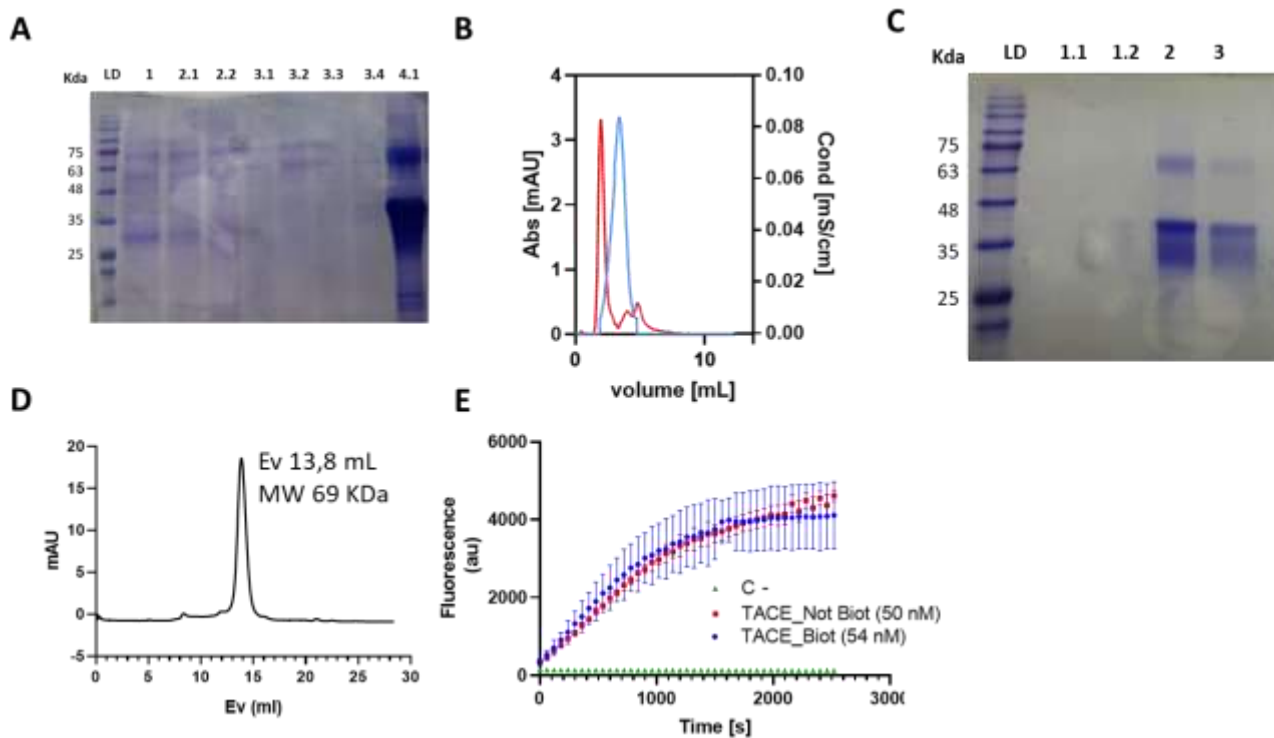 A
Kda LD 1 2.1 2.2 3.1 3.2 3.3 3.4 4.1
75
63
48
35
25
B
4
3
2
1
0
Abs [mAU]
0.10
0.08
0.06
0.04
0.02
0.00
Cond [mS/cm]
0 10
volume [mL]
C
Kda LD 1.1 1.2 2 3
75
63
48
35
25
D
20
15
10
5
0
-5
mAU
Ev 13,8 mL
MW 69 KDa
0 5 10 15 20 25 30
Ev (ml)
E
6000
4000
2000
0
Fluorescence
(au)
C -
TACE_Not Biot (50 nM)
TACE_Biot (54 nM)
0 1000 2000 300
Time [s]